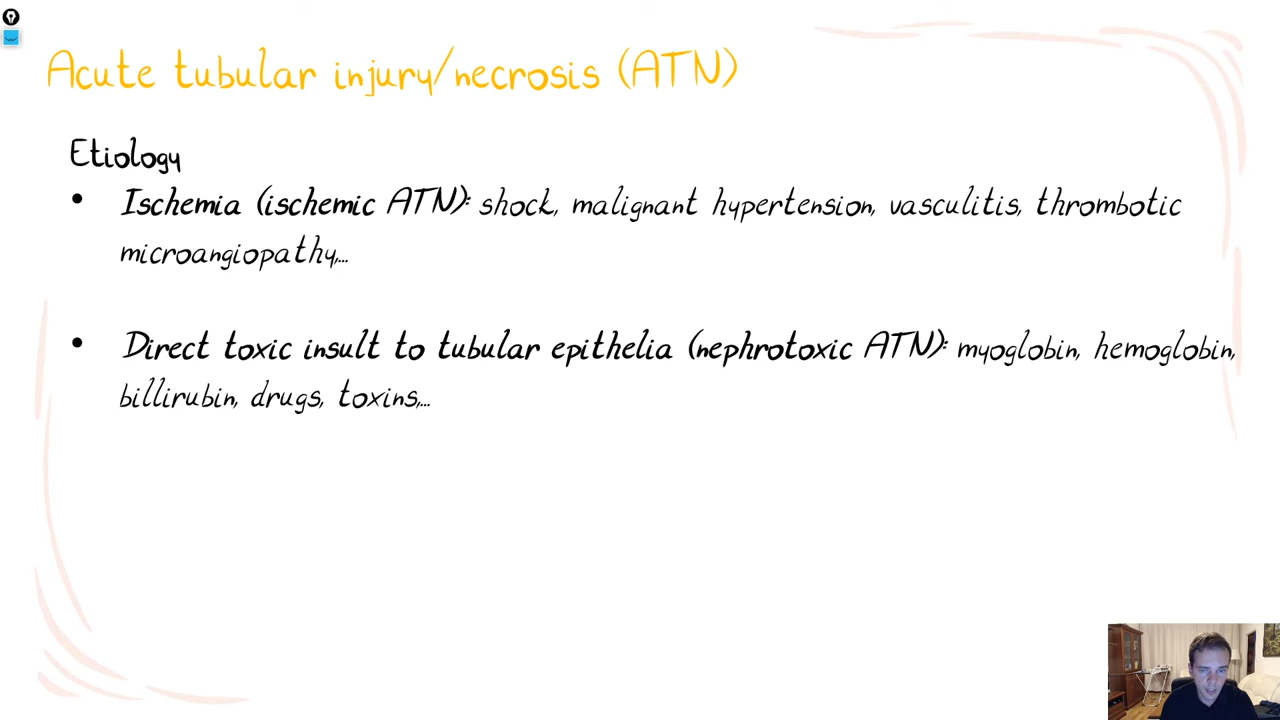 Acute tubular injury/necrosis (ATN)
Etiology
• Ischemia (ischemic ATN): shock, malignant hypertension, vasculitis, thrombotic
microangiopathy,...
• Direct toxic insult to tubular epithelia (nephrotoxic ATN): myoglobin, hemoglobin,
billirubin, drugs, toxins,...